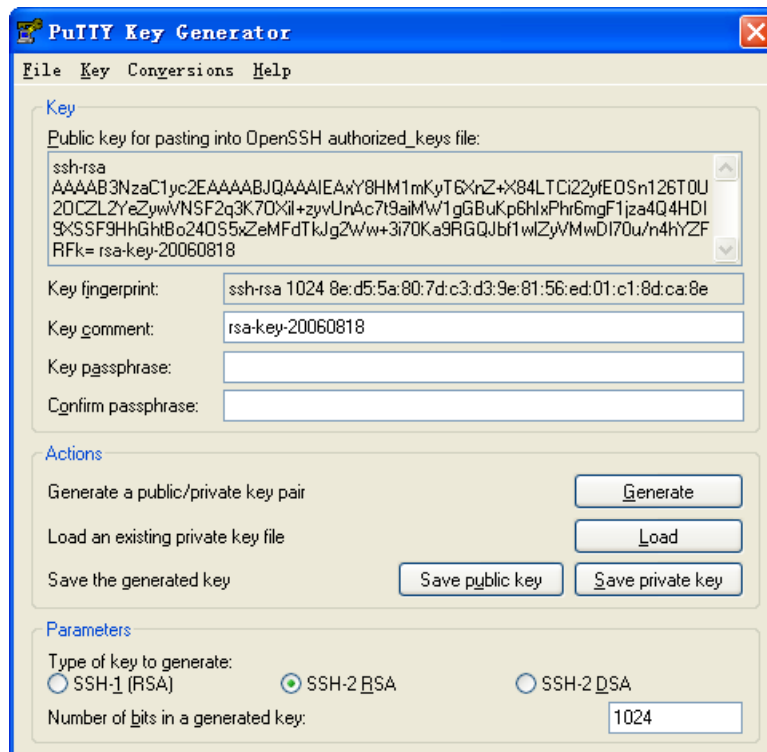 PuTTY Key Generator
File Key Conversions Help
Key
Public key for pasting into OpenSSH authorized_keys file:
ssh-rsa
AAAAB3NzaC1yc2EAAAABJQAAAIEAxY8HM1mKyT6XnZ+X84LTCi22yfEOSn126T0U
2OCZL2YeZywVNSF2q3K7OXiI+zyvUnAc7t9aiMW1gGBuKp6hIxPhr6mgF1jza4Q4HDI
9XSSF9HhGhtBo24OS5xZeMFdTkJg2Ww+3i70Ka9RGQJbf1wIZyVMwDl70u/n4hYZF
RFk= rsa-key-20060818
Key fingerprint: ssh-rsa 1024 8e:d5:5a:80:7d:c3:d3:9e:81:56:ed:01:c1:8d:ca:8e
Key comment: rsa-key-20060818
Key passphrase:
Confirm passphrase:
Actions
Generate a public/private key pair Generate
Load an existing private key file Load
Save the generated key Save public key Save private key
Parameters
Type of key to generate:
SSH-1 (RSA) SSH-2 RSA SSH-2 DSA
Number of bits in a generated key: 1024